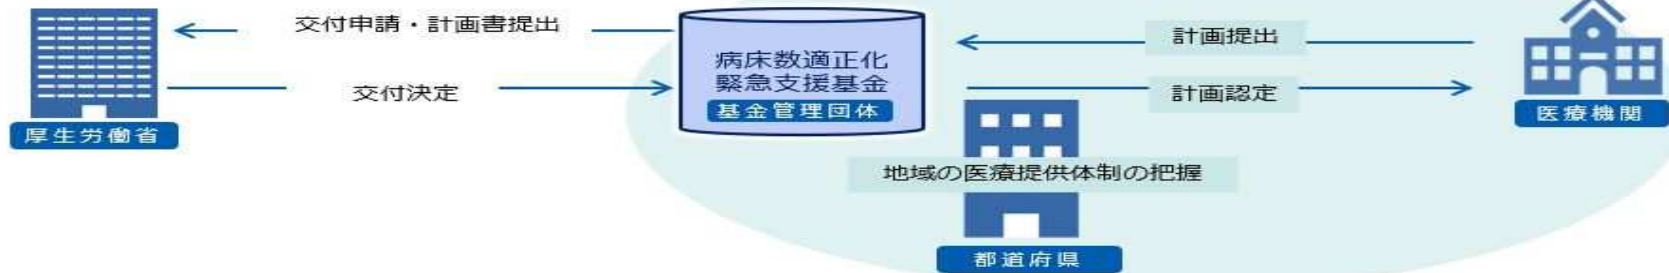 交付申請・計画書提出
計画提出
病床数適正化
緊急支援基金
交付決定
計画認定
基金管理団体
医療機関
厚生労働省
地域の医療提供体制の把握
都道府県